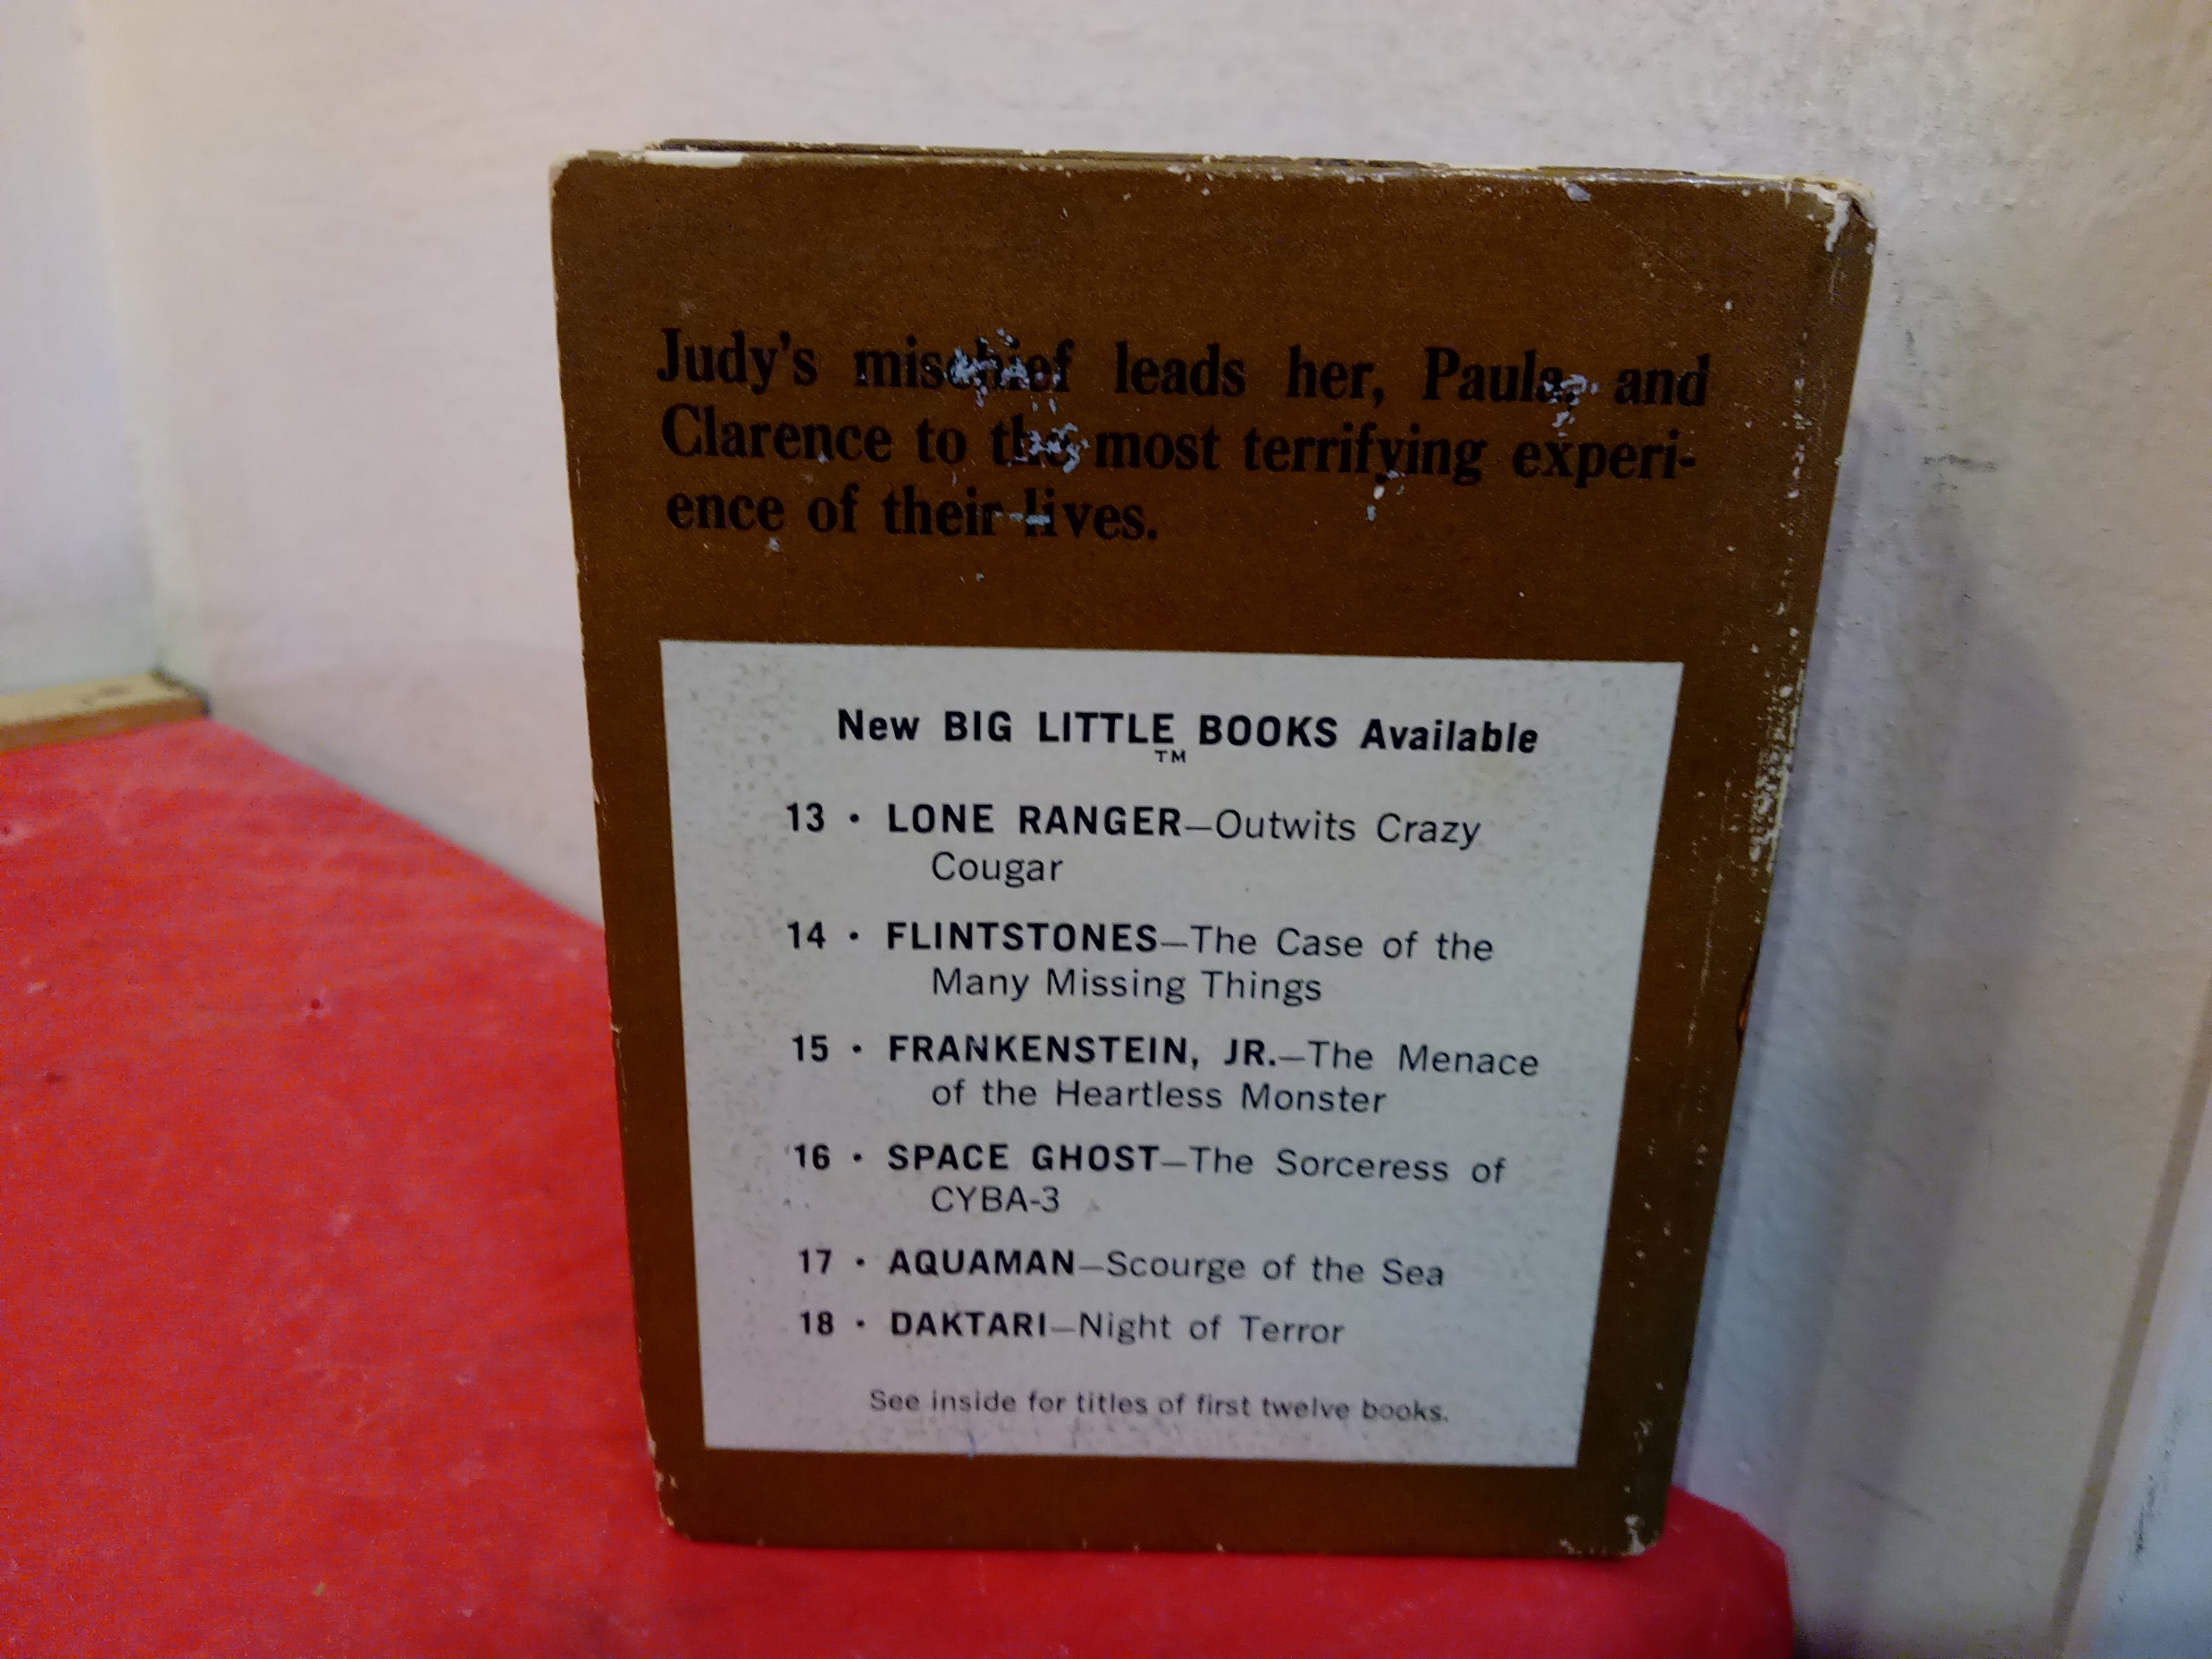 Judy's mischief leads her, Paula, and
Clarence to the most terrifying experi-
ence of their lives.
New BIG LITTLE BOOKS Available
TM
13 • LONE RANGER—Outwits Crazy
Cougar
14 • FLINTSTONES—The Case of the
Many Missing Things
15 • FRANKENSTEIN, JR.—The Menace
of the Heartless Monster
16 • SPACE GHOST—The Sorceress of
CYBA-3
17 • AQUAMAN—Scourge of the Sea
18 • DAKTARI—Night of Terror
See inside for titles of first twelve books.